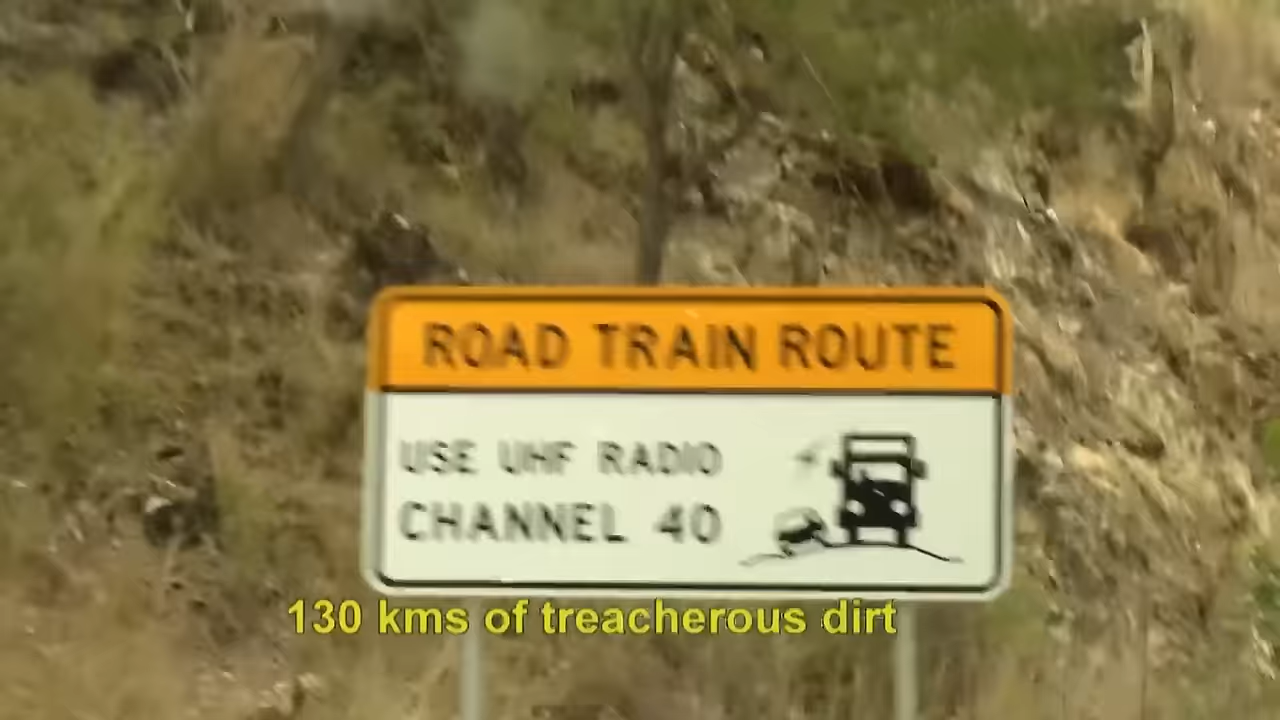 ROAD TRAIN ROUTE
USE UHF RADIO
CHANNEL 40
130 kms of treacherous dirt